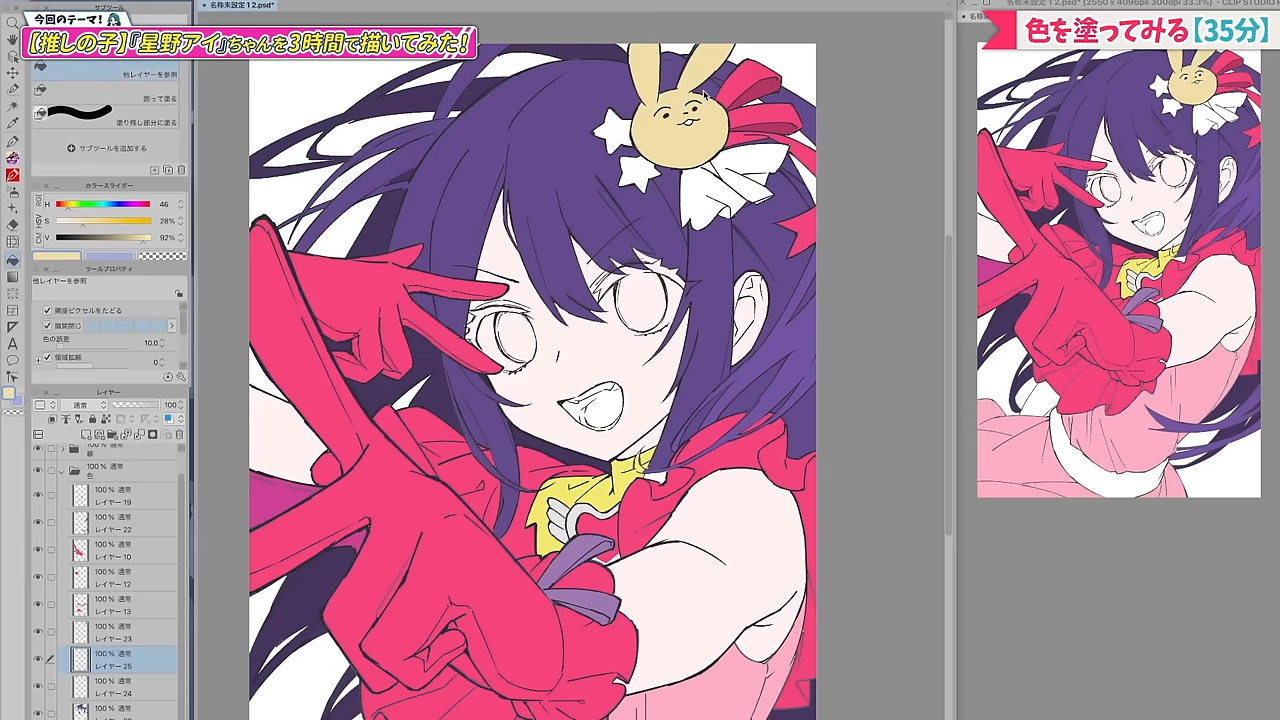 サブツール
名称未設定 1 2.psd*
今回のテーマ!
【推しの子】『星野アイ』ちゃんを3時間で描いてみた!
色を塗ってみる【35分】
他レイヤーを参照
囲って塗る
塗り残し部分に塗る
サブツールを追加する
カラースライダー
H 46
S 28%
V 92%
ツールプロパティ
他レイヤーを参照
隣接ピクセルをたどる
隙間閉じ
色の誤差 10.0
領域拡縮 0
レイヤー
通常 100
100 % 通常
線
100 % 通常
色
100 % 通常
レイヤー 19
100 % 通常
レイヤー 22
100 % 通常
レイヤー 10
100 % 通常
レイヤー 12
100 % 通常
レイヤー 13
100 % 通常
レイヤー 23
100 % 通常
レイヤー 25
100 % 通常
レイヤー 24
100 % 通常